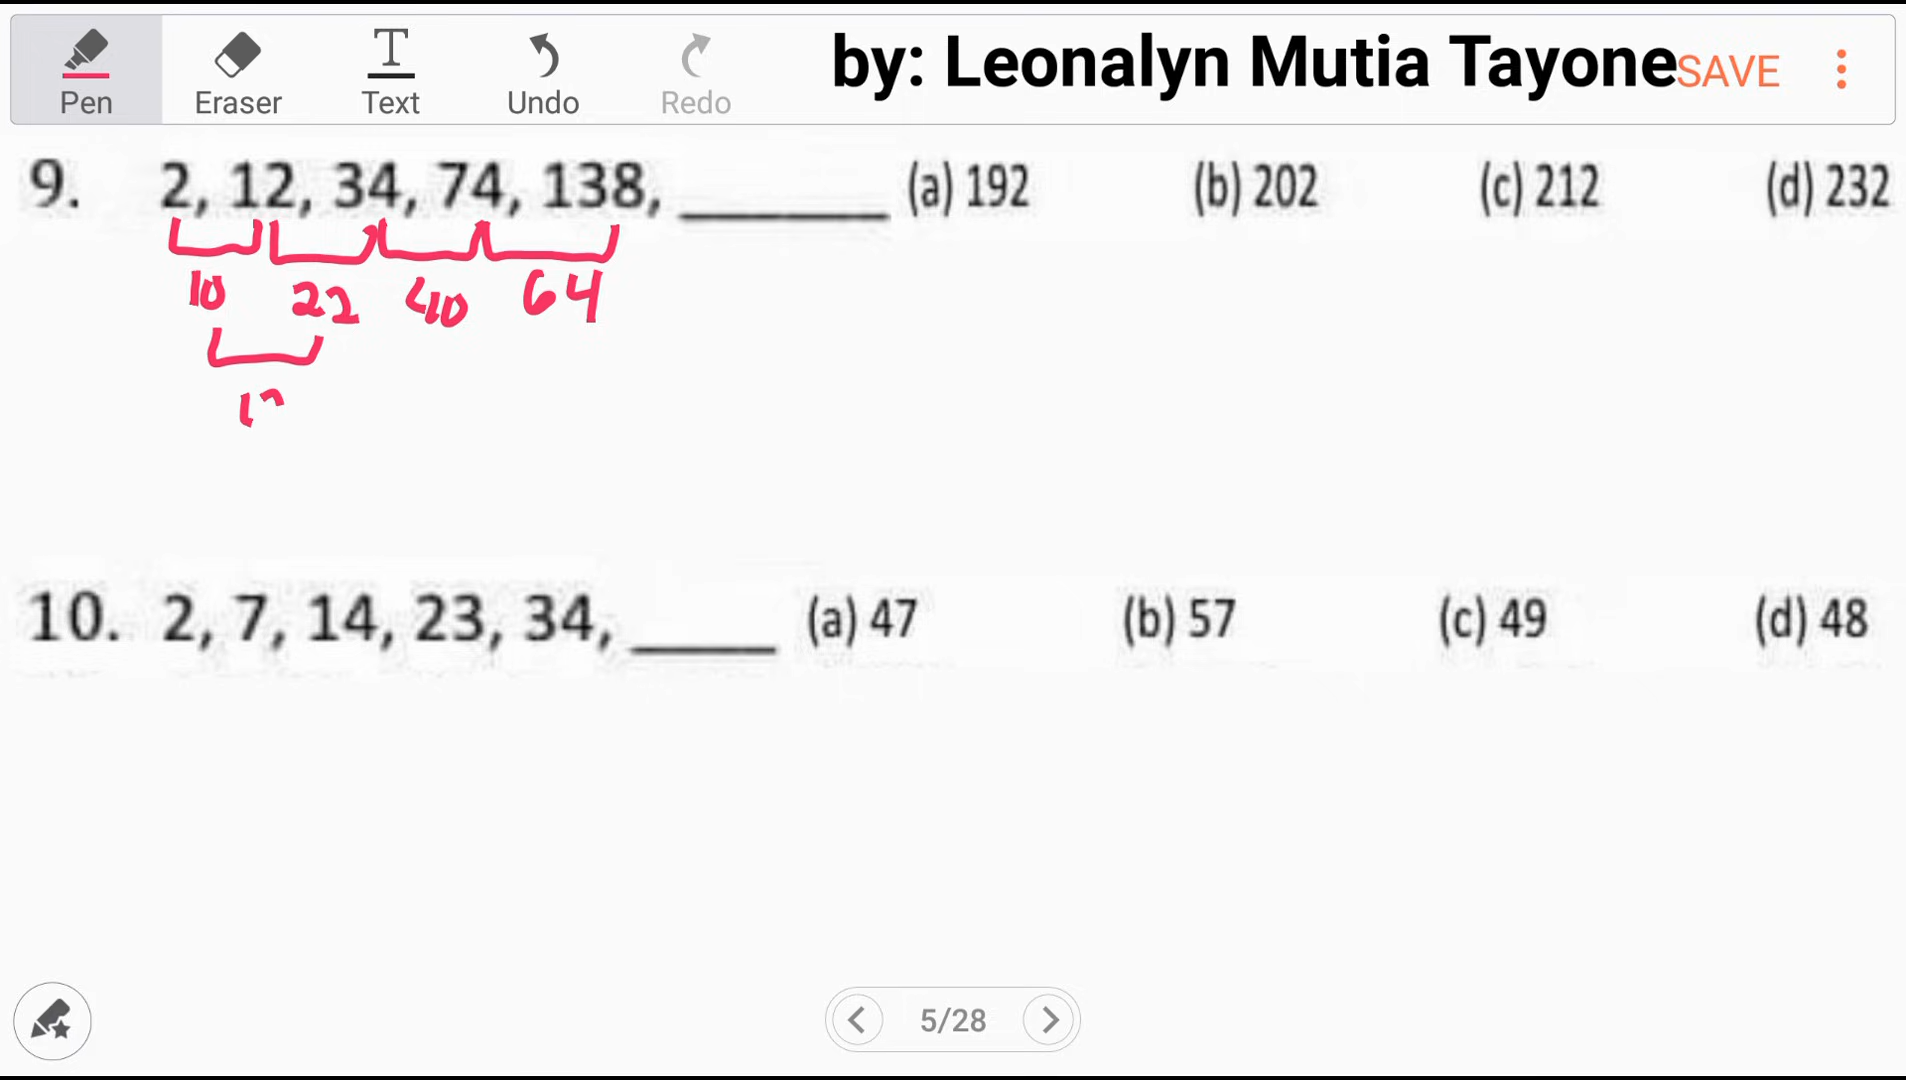 Pen Eraser Text Undo Redo by: Leonalyn Mutia Tayone SAVE
9. 2, 12, 34, 74, 138, ________ (a) 192 (b) 202 (c) 212 (d) 232
10 22 40 64
10. 2, 7, 14, 23, 34, ______ (a) 47 (b) 57 (c) 49 (d) 48
5/28